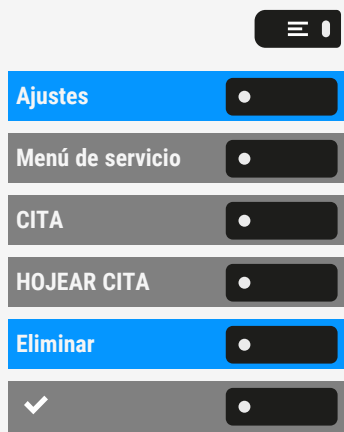 Ajustes
Menú de servicio
CITA
HOJEAR CITA
Eliminar